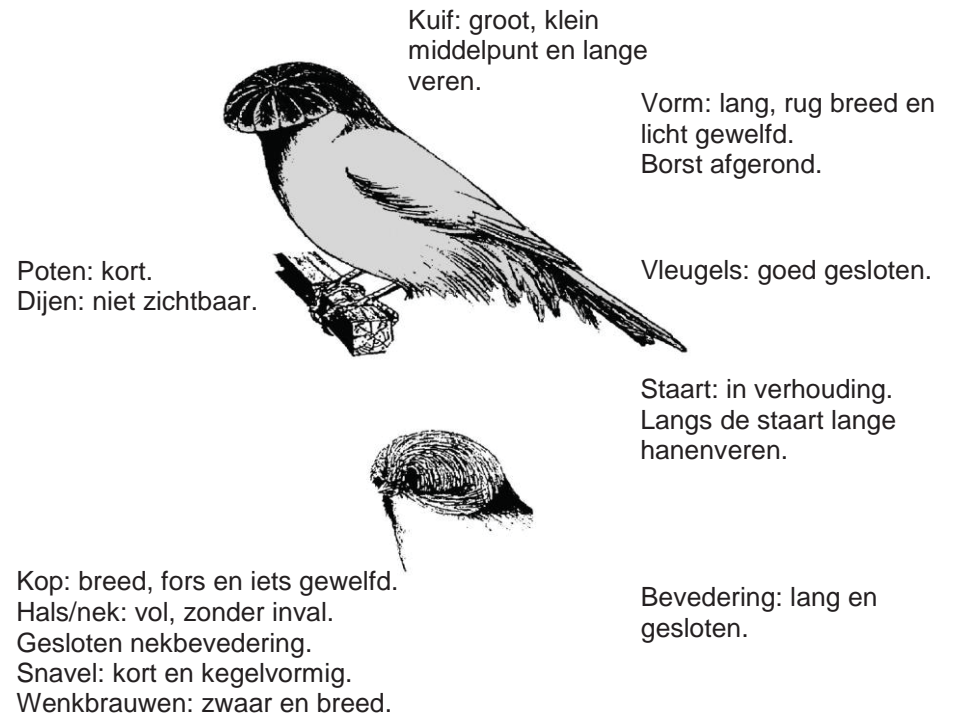 Kuif: groot, klein
middelpunt en lange
veren.
Vorm: lang, rug breed en
licht gewelfd.
Borst afgerond.
Poten: kort.
Dijen: niet zichtbaar.
Vleugels: goed gesloten.
Staart: in verhouding.
Langs de staart lange
hanenveren.
Kop: breed, fors en iets gewelfd.
Hals/nek: vol, zonder inval.
Gesloten nekbevedering.
Snavel: kort en kegelvormig.
Wenkbrauwen: zwaar en breed.
Bevedering: lang en
gesloten.